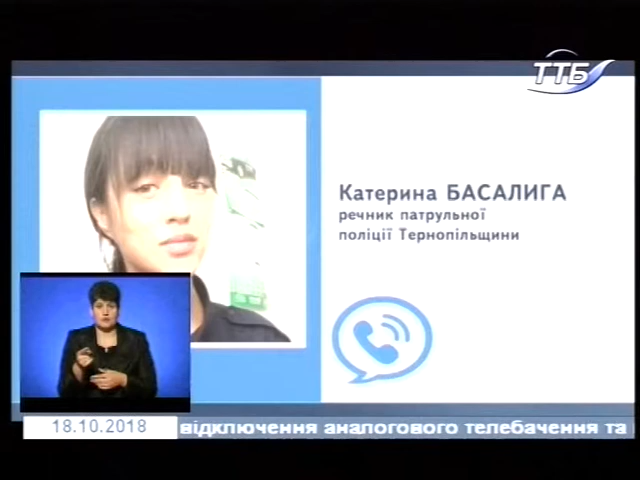 ТТБ
Катерина БАСАЛИГА
речник патрульної
поліції Тернопільщини
18.10.2018
відключення аналогового телебачення та